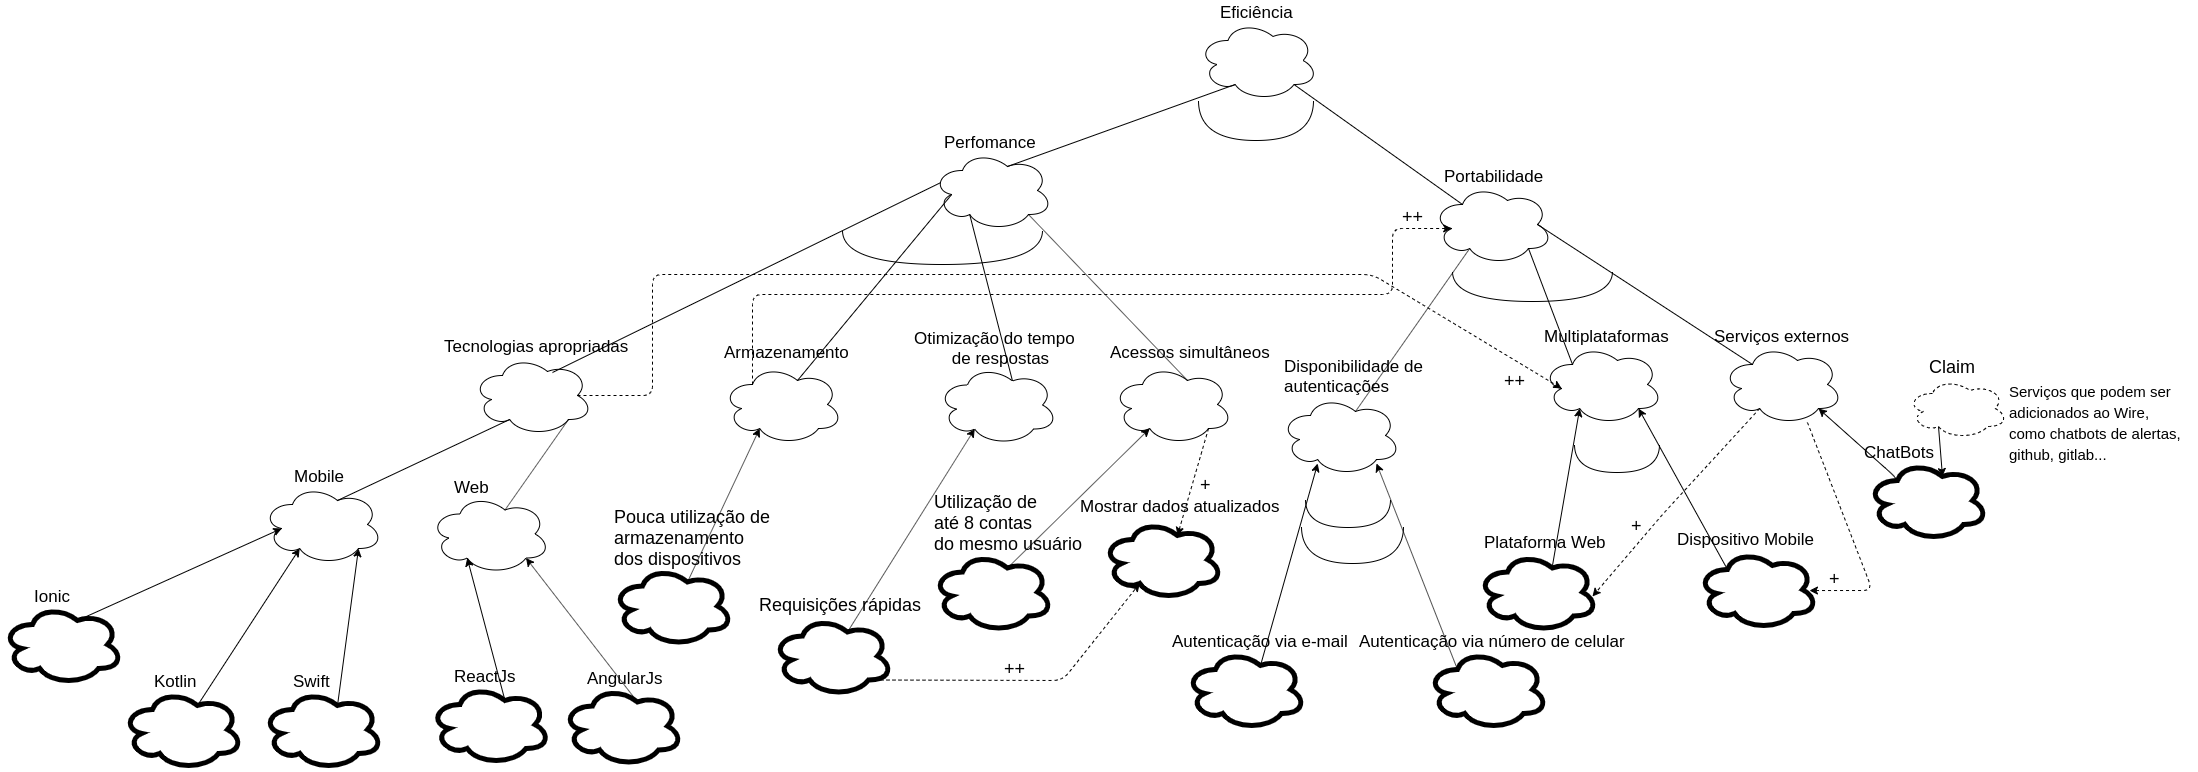 Eficiência
Perfomance
Portabilidade
++
Tecnologias apropriadas
Armazenamento
Otimização do tempo
de respostas
Acessos simultâneos
Disponibilidade de
autenticações
Multiplataformas
++
Serviços externos
Claim
Serviços que podem ser
adicionados ao Wire,
como chatbots de alertas,
github, gitlab...
ChatBots
Mobile
Web
Pouca utilização de
armazenamento
dos dispositivos
Utilização de
até 8 contas
do mesmo usuário
+
Mostrar dados atualizados
+
Plataforma Web
Dispositivo Mobile
+
Ionic
Requisições rápidas
++
Autenticação via e-mail
Autenticação via número de celular
Kotlin
Swift
ReactJs
AngularJs